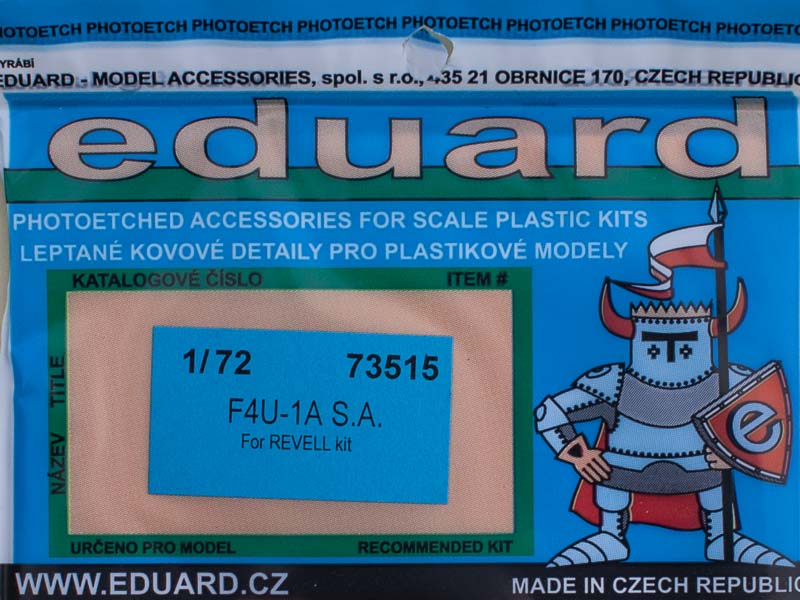 PHOTOETCH PHOTOETCH PHOTOETCH PHOTOETCH PHOTOETCH PHOTOETCH PHOTOETCH PHOTOETCH
VYRÁBÍ
EDUARD - MODEL ACCESSORIES, spol. s r.o., 435 21 OBRNICE 170, CZECH REPUBLIC
eduard
PHOTOETCHED ACCESSORIES FOR SCALE PLASTIC KITS
LEPTANÉ KOVOVÉ DETAILY PRO PLASTIKOVÉ MODELY
KATALOGOVÉ ČÍSLO ITEM #
NÁZEV TITLE
1/72 73515
F4U-1A S.A.
For REVELL kit
e
URČENO PRO MODEL RECOMMENDED KIT
WWW.EDUARD.CZ MADE IN CZECH REPUBLIC